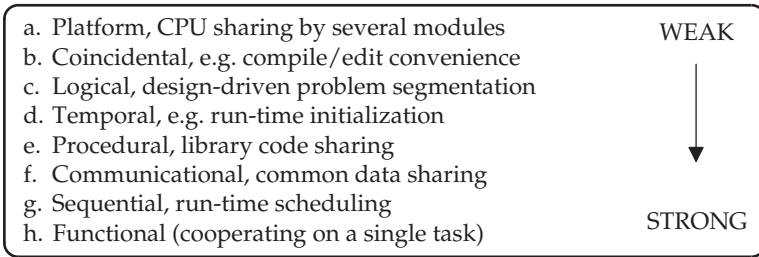 a. Platform, CPU sharing by several modules WEAK
b. Coincidental, e.g. compile/edit convenience
c. Logical, design-driven problem segmentation
d. Temporal, e.g. run-time initialization
e. Procedural, library code sharing
f. Communicational, common data sharing
g. Sequential, run-time scheduling
STRONG
h. Functional (cooperating on a single task)